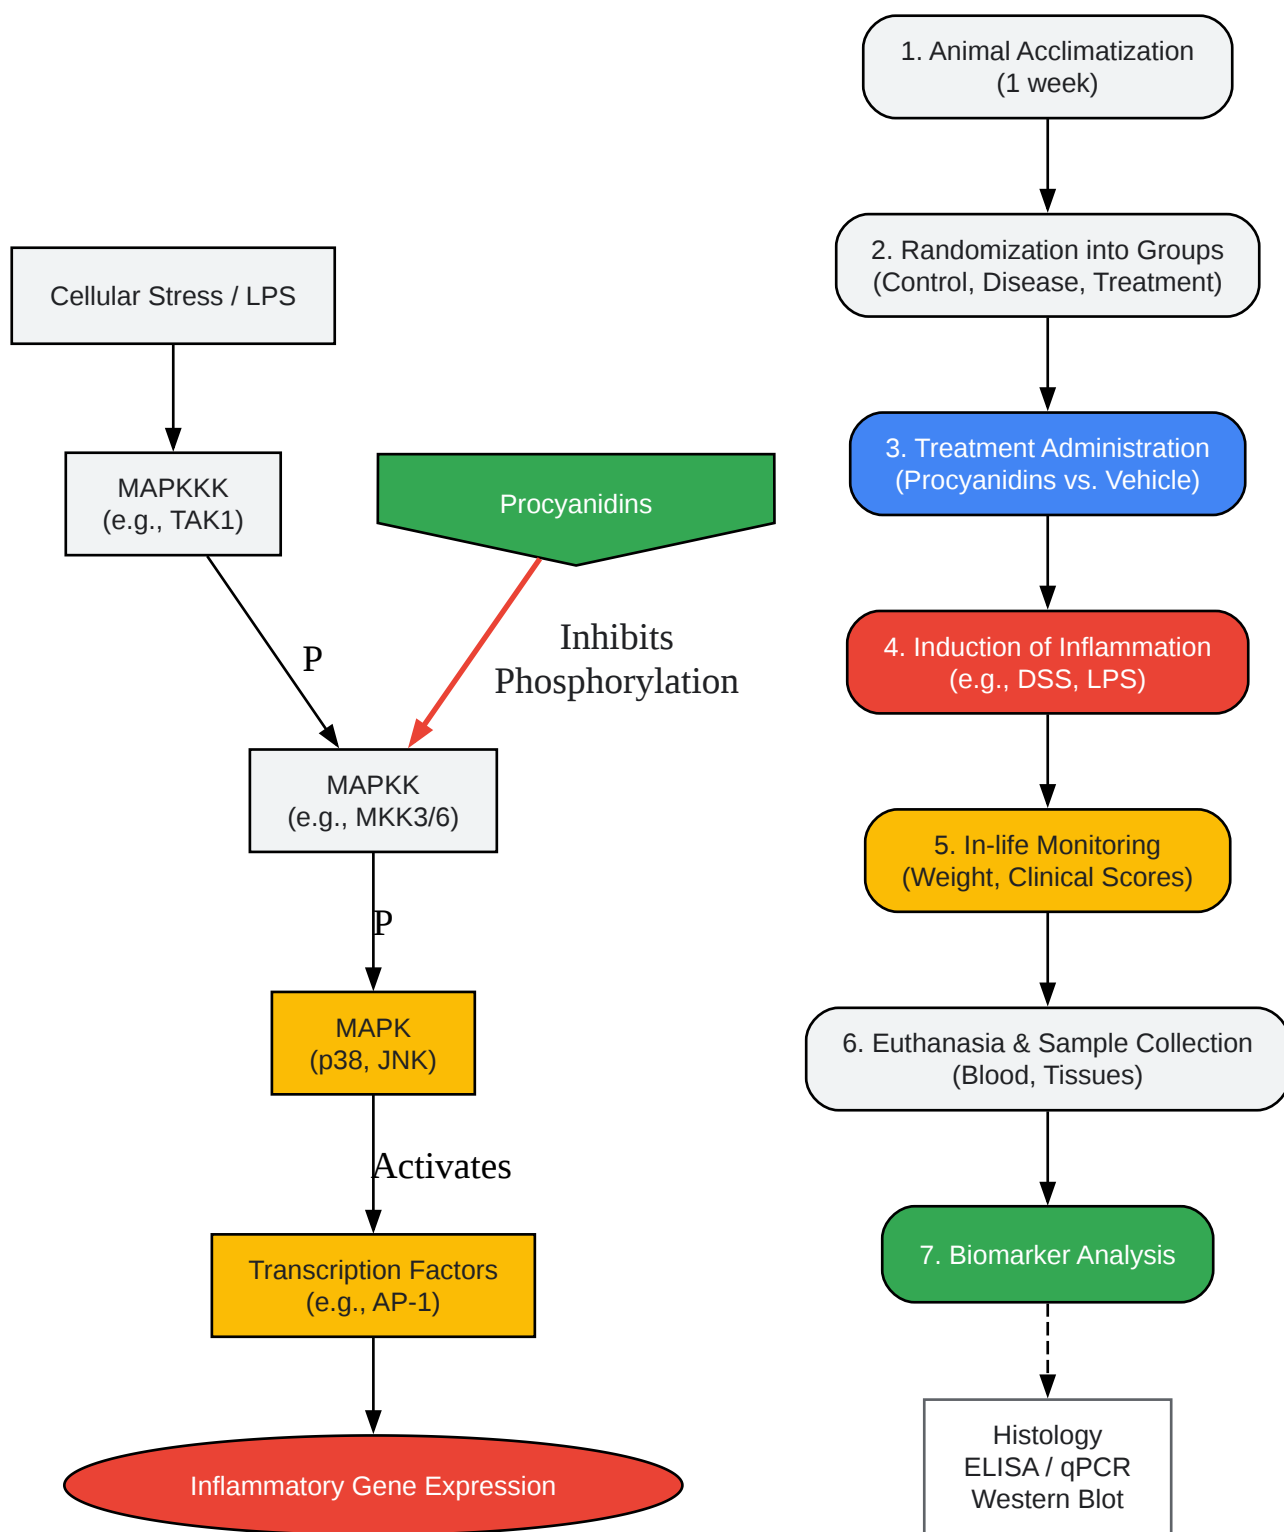 Cellular Stress / LPS
MAPKKK
(e.g., TAK1)
Procyanidins
P
Inhibits
Phosphorylation
MAPKK
(e.g., MKK3/6)
P
MAPK
(p38, JNK)
Activates
Transcription Factors
(e.g., AP-1)
Inflammatory Gene Expression
1. Animal Acclimatization
(1 week)
2. Randomization into Groups
(Control, Disease, Treatment)
3. Treatment Administration
(Procyanidins vs. Vehicle)
4. Induction of Inflammation
(e.g., DSS, LPS)
5. In-life Monitoring
(Weight, Clinical Scores)
6. Euthanasia & Sample Collection
(Blood, Tissues)
7. Biomarker Analysis
Histology
ELISA / qPCR
Western Blot